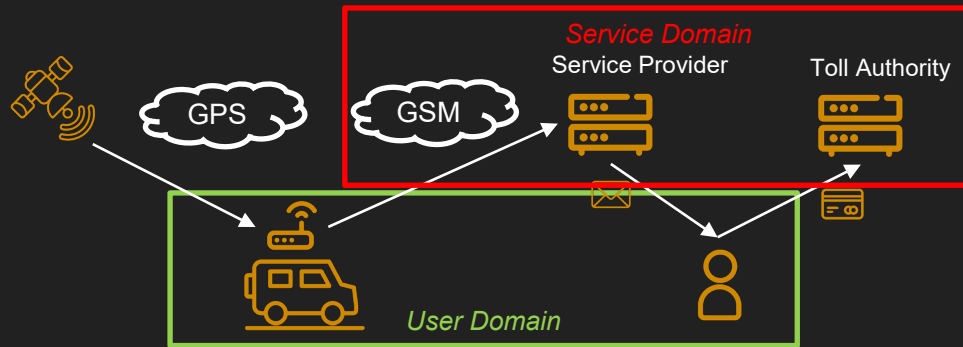 Service Domain
Service Provider
Toll Authority
GPS
GSM
User Domain